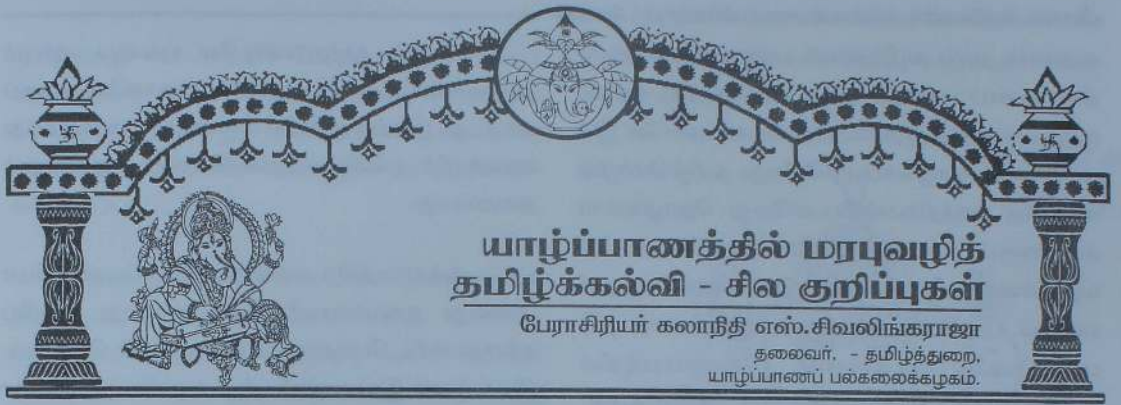 யாழ்ப்பாணத்தில் மரபுவழித்
தமிழ்க்கல்வி - சில குறிப்புகள்
பேராசிரியர் கலாநிதி எஸ்.சிவலிங்கராஜா
தலைவர். - தமிழ்த்துறை,
யாழ்ப்பாணப் பல்கலைக்கழகம்.